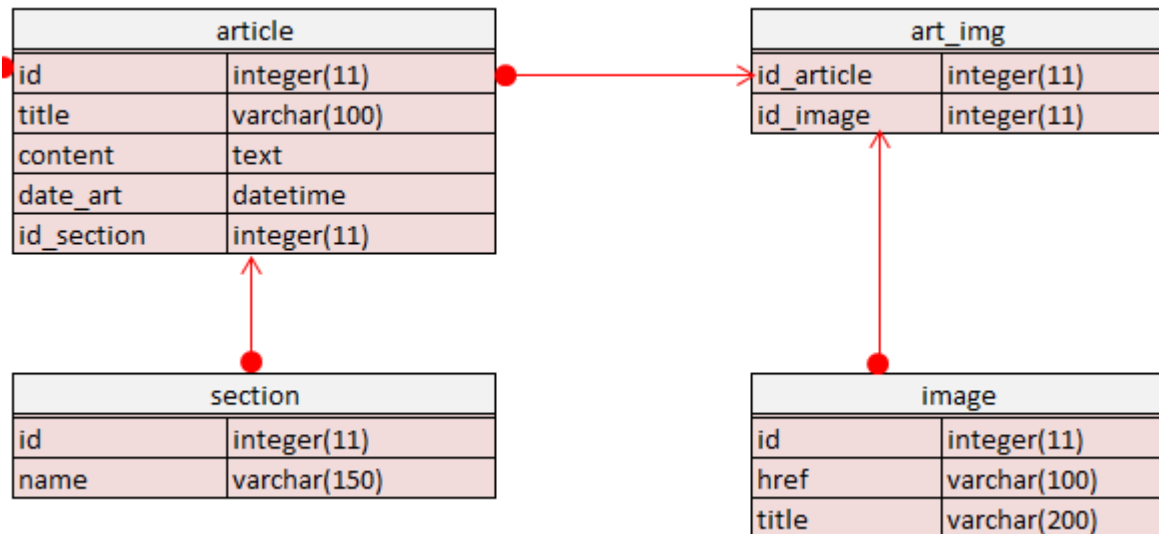 article
id integer(11)
title varchar(100)
content text
date_art datetime
id_section integer(11)
art_img
id_article integer(11)
id_image integer(11)
section
id integer(11)
name varchar(150)
image
id integer(11)
href varchar(100)
title varchar(200)